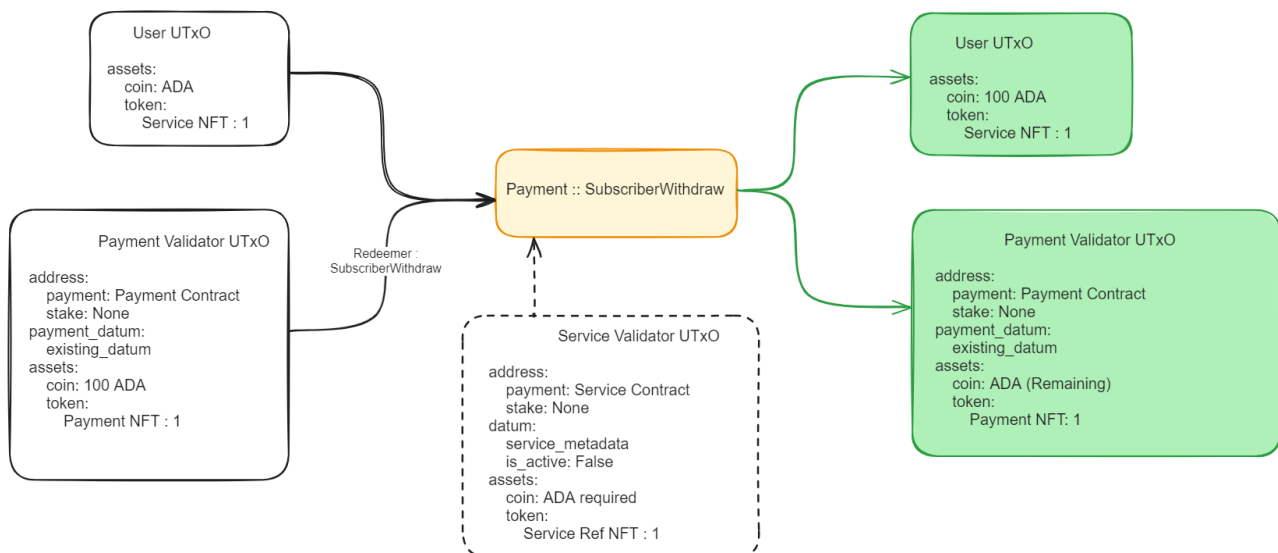 User UTxO
assets:
coin: ADA
token:
Service NFT : 1
Payment Validator UTxO
address:
payment: Payment Contract
stake: None
payment_datum:
existing_datum
assets:
coin: 100 ADA
token:
Payment NFT : 1
Redeemer :
SubscriberWithdraw
Payment :: SubscriberWithdraw
Service Validator UTxO
address:
payment: Service Contract
stake: None
datum:
service_metadata
is_active: False
assets:
coin: ADA required
token:
Service Ref NFT : 1
User UTxO
assets:
coin: 100 ADA
token:
Service NFT : 1
Payment Validator UTxO
address:
payment: Payment Contract
stake: None
payment_datum:
existing_datum
assets:
coin: ADA (Remaining)
token:
Payment NFT: 1